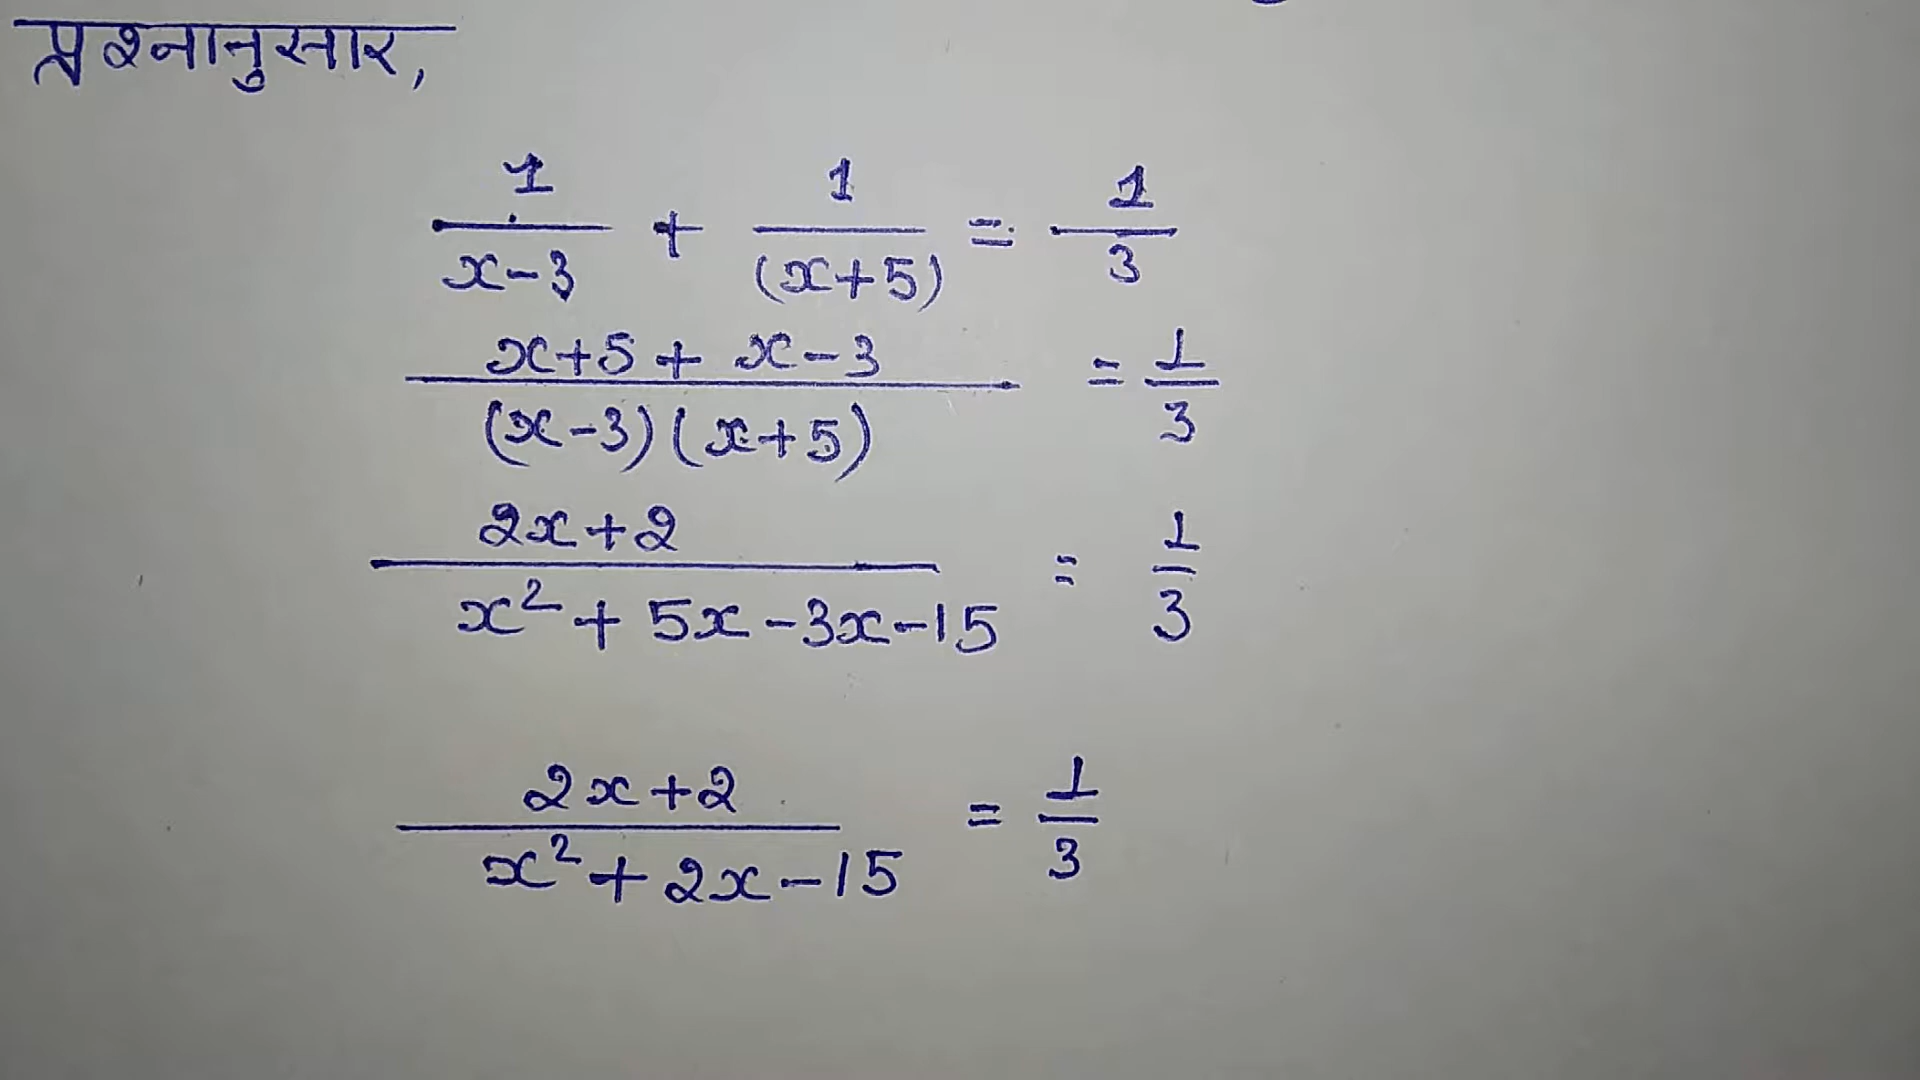 प्रश्नानुसार,
1/(x-3) + 1/(x+5) = 1/3
(x+5+x-3)/((x-3)(x+5)) = 1/3
(2x+2)/(x²+5x-3x-15) = 1/3
(2x+2)/(x²+2x-15) = 1/3